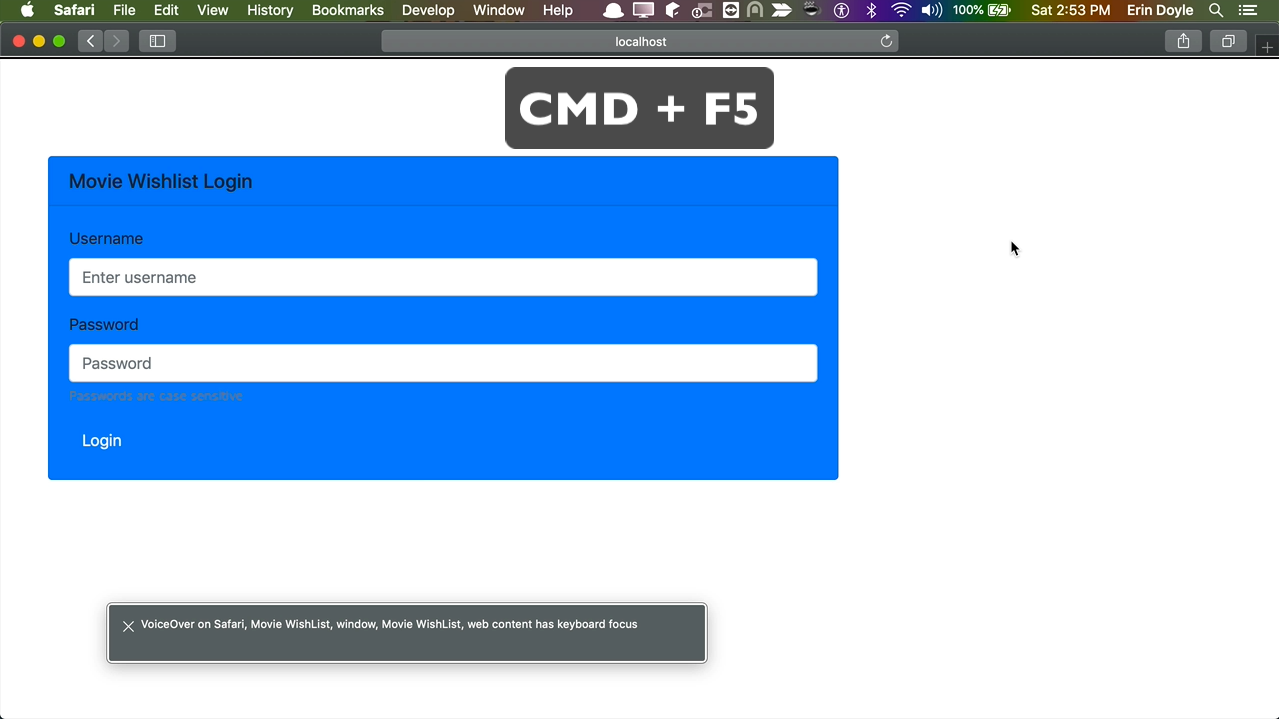 Safari File Edit View History Bookmarks Develop Window Help 100% Sat 2:53 PM Erin Doyle
localhost
CMD + F5
Movie Wishlist Login
Username
Enter username
Password
Password
Passwords are case sensitive
Login
VoiceOver on Safari, Movie WishList, window, Movie WishList, web content has keyboard focus